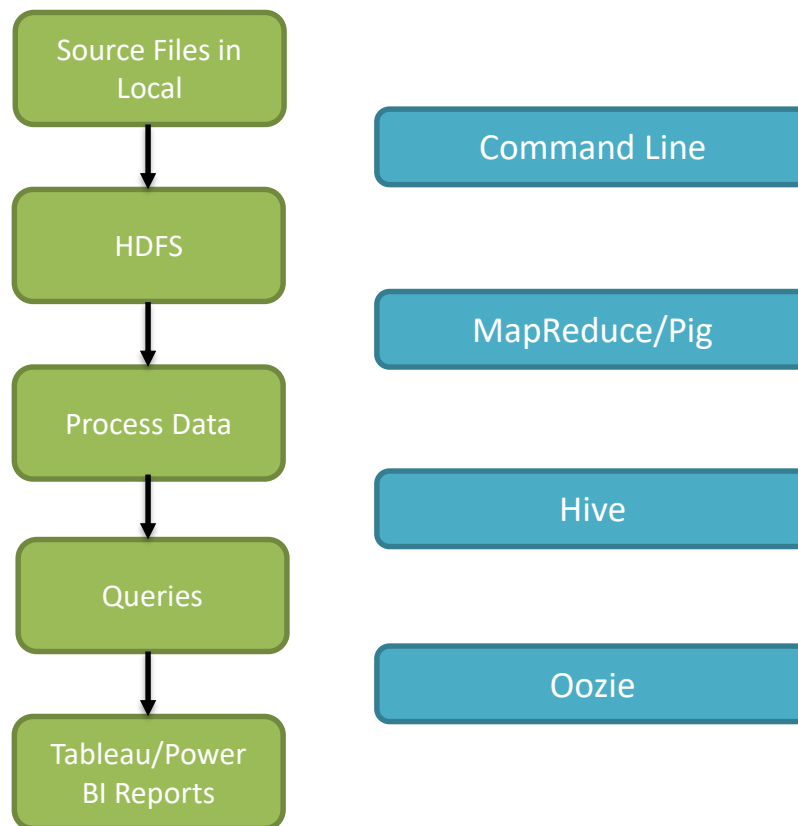 Source Files in
Local
Command Line
HDFS
MapReduce/Pig
Process Data
Hive
Queries
Oozie
Tableau/Power
BI Reports